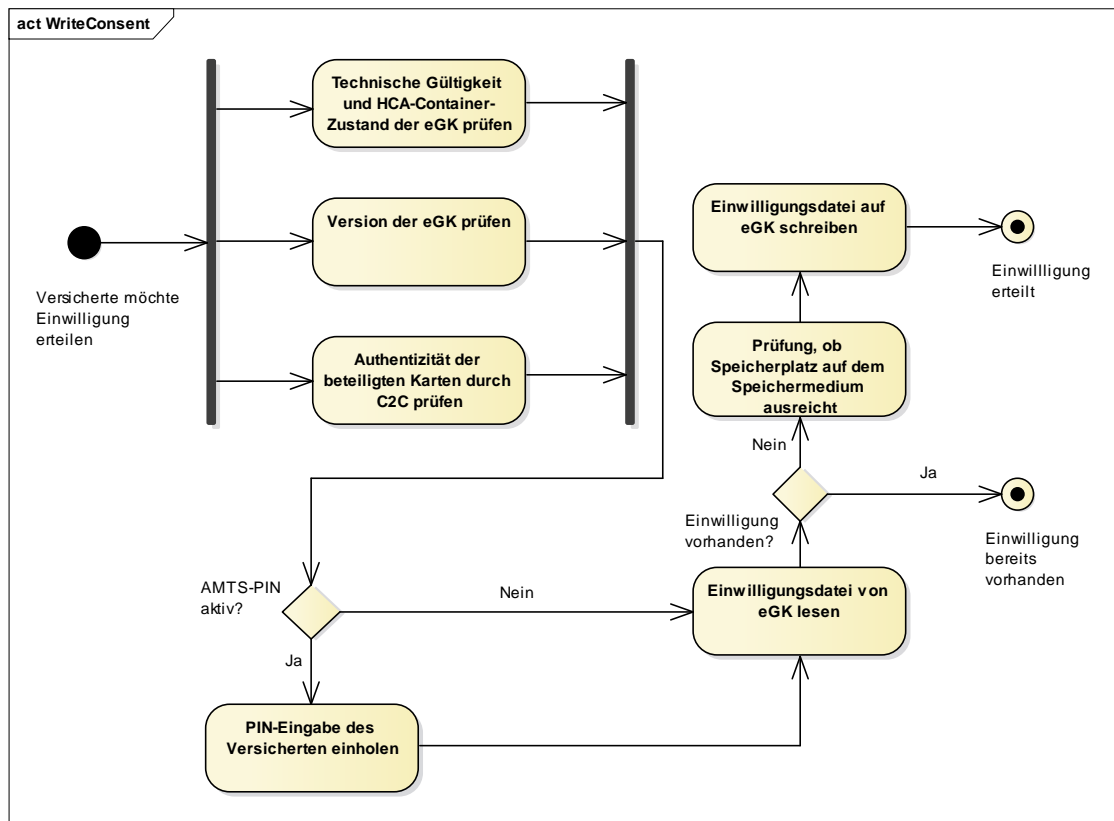 act WriteConsent
Technische Gültigkeit
und HCA-Container-
Zustand der eGK prüfen
Version der eGK prüfen
Authentizität der
beteiligten Karten durch
C2C prüfen
Versicherte möchte
Einwilligung
erteilen
Einwilligungsdatei auf
eGK schreiben
Einwillligung
erteilt
Prüfung, ob
Speicherplatz auf dem
Speichermedium
ausreicht
Nein
Ja
Einwilligung
vorhanden?
Einwilligung
bereits
vorhanden
AMTS-PIN
aktiv?
Nein
Einwilligungsdatei von
eGK lesen
Ja
PIN-Eingabe des
Versicherten einholen